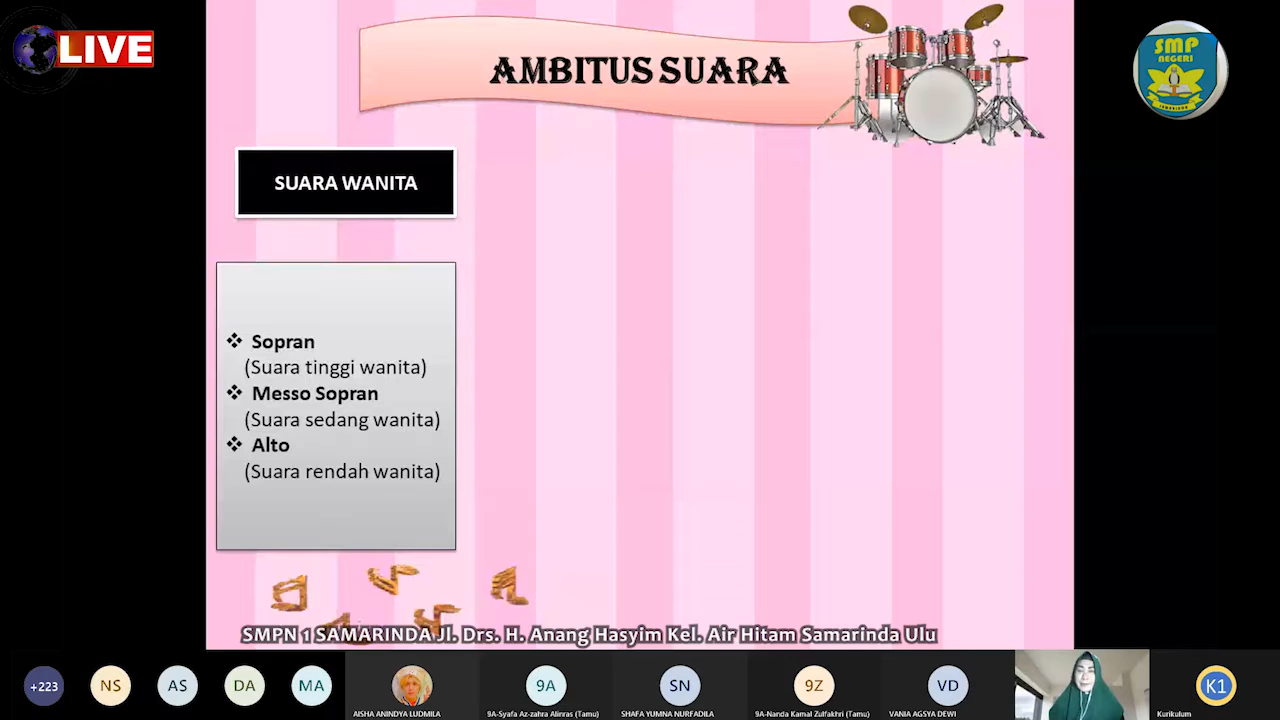 LIVE
AMBITUS SUARA
SMP
NEGERI
SAMARINDA
SUARA WANITA
❖ Sopran
(Suara tinggi wanita)
❖ Messo Sopran
(Suara sedang wanita)
❖ Alto
(Suara rendah wanita)
SMPN 1 SAMARINDA Jl. Drs. H. Anang Hasyim Kel. Air Hitam Samarinda Ulu
+223
NS
AS
DA
MA
9A
SN
9Z
VD
K1
AISHA ANINDYA LUDMILA
9A-Syafa Az-zahra Alinras (Tamu)
SHAFA YUMNA NURFADILA
9A-Nanda Kamal Zulfakhri (Tamu)
VANIA AGSYA DEWI
Kurikulum